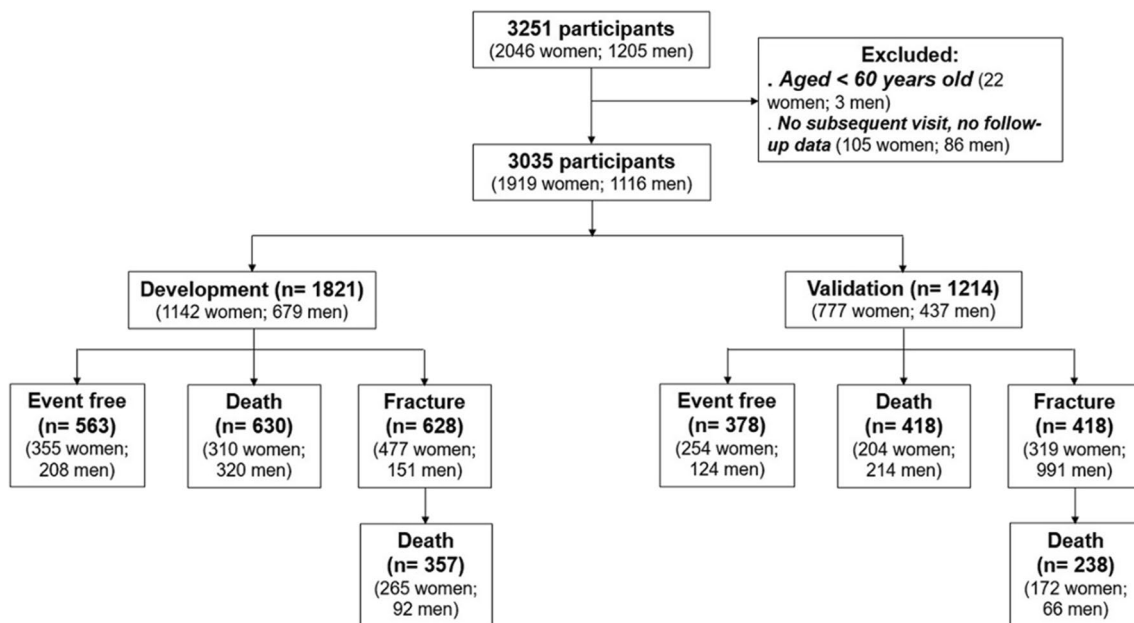 3251 participants
(2046 women; 1205 men)
Excluded:
. Aged < 60 years old (22
women; 3 men)
. No subsequent visit, no follow-
up data (105 women; 86 men)
3035 participants
(1919 women; 1116 men)
Development (n= 1821)
(1142 women; 679 men)
Validation (n= 1214)
(777 women; 437 men)
Event free
(n= 563)
(355 women;
208 men)
Death
(n= 630)
(310 women;
320 men)
Fracture
(n= 628)
(477 women;
151 men)
Death
(n= 357)
(265 women;
92 men)
Event free
(n= 378)
(254 women;
124 men)
Death
(n= 418)
(204 women;
214 men)
Fracture
(n= 418)
(319 women;
991 men)
Death
(n= 238)
(172 women;
66 men)